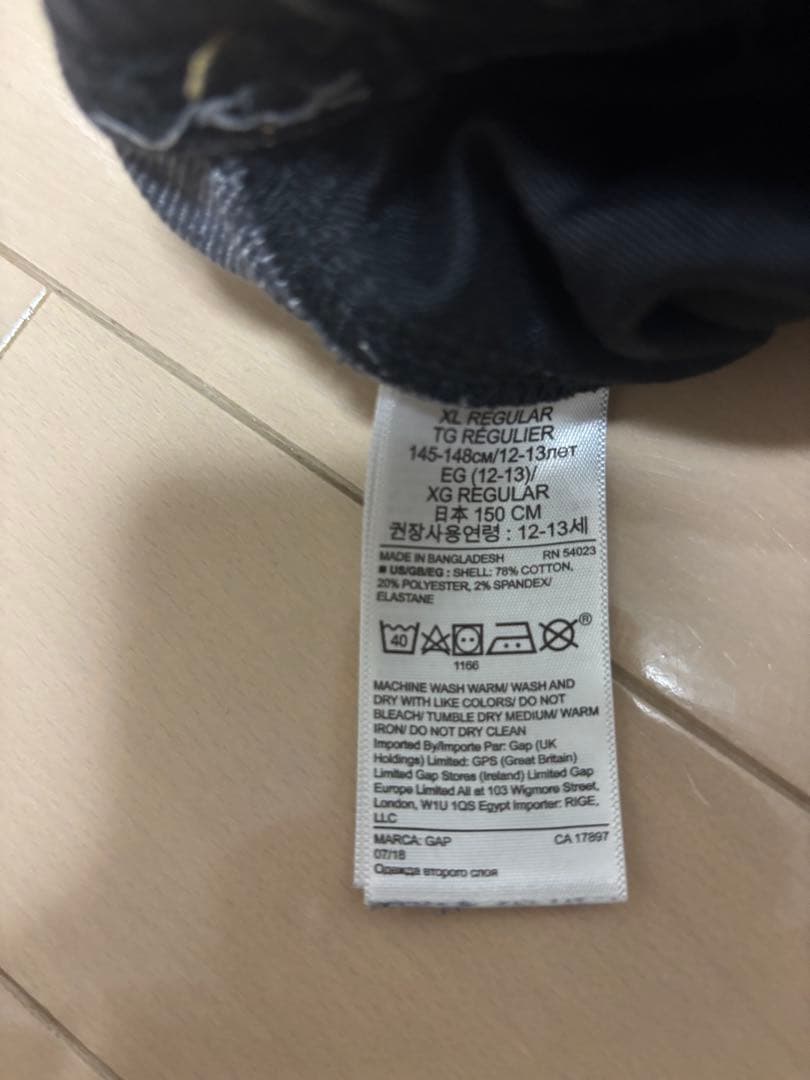 XL REGULAR
TG RÉGULIER
145-148см/12-13лет
EG (12-13)/
XG REGULAR
日本 150 CM
권장사용연령 : 12-13세
MADE IN BANGLADESH RN 54023
■ US/GB/EG : SHELL: 78% COTTON,
20% POLYESTER, 2% SPANDEX/
ELASTANE
40
®
1166
MACHINE WASH WARM/ WASH AND
DRY WITH LIKE COLORS/ DO NOT
BLEACH/ TUMBLE DRY MEDIUM/ WARM
IRON/ DO NOT DRY CLEAN
Imported By/Importe Par: Gap (UK
Holdings) Limited: GPS (Great Britain)
Limited Gap Stores (Ireland) Limited Gap
Europe Limited All at 103 Wigmore Street,
London, W1U 1QS Egypt Importer: RIGE,
LLC
MARCA: GAP CA 17897
07/18
Одежда второго слоя